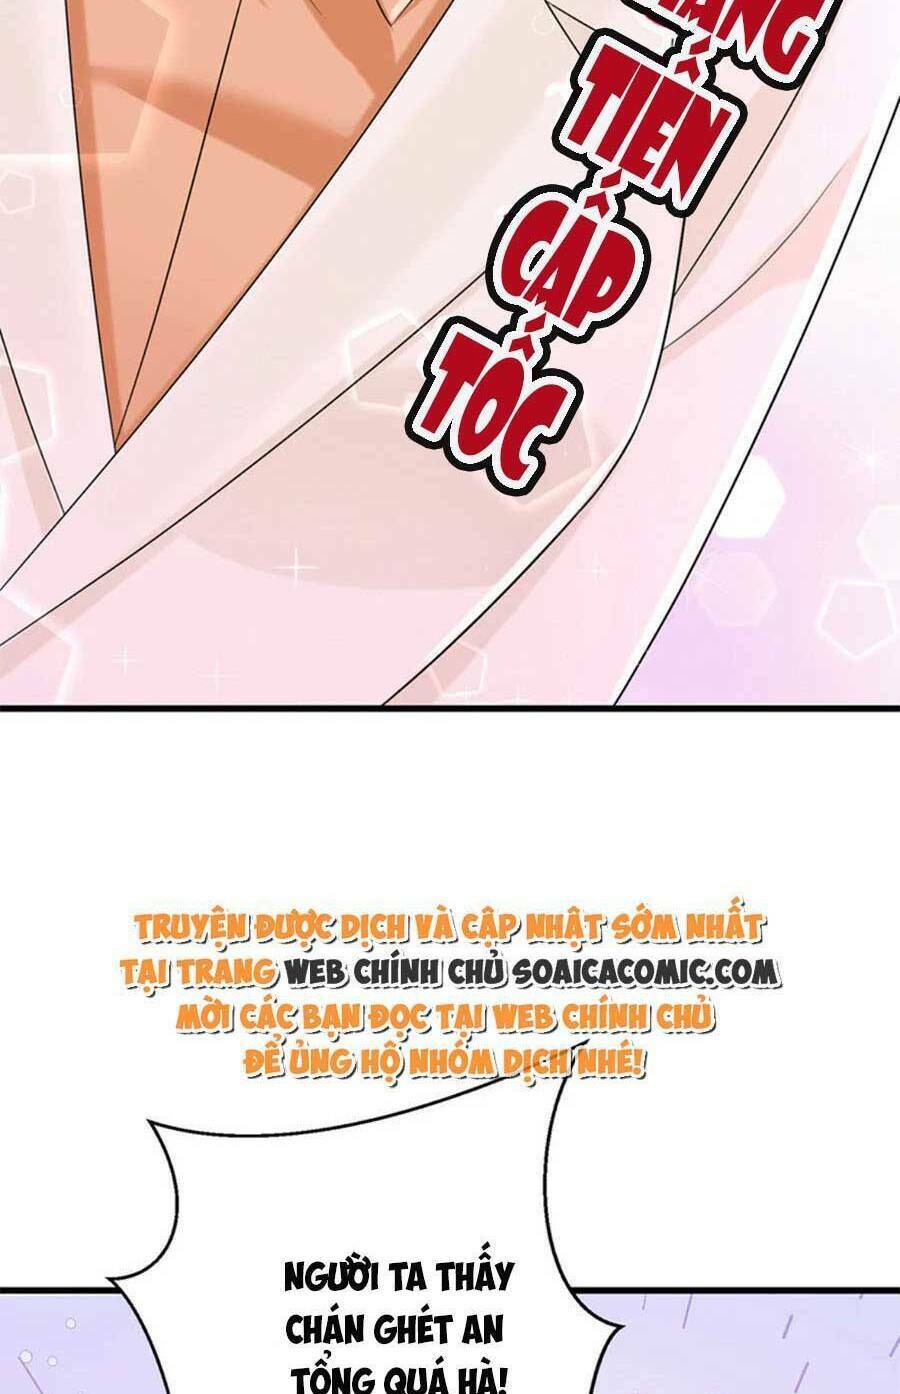 TIẾN
CẤP
TỐC
TRUYỆN ĐƯỢC DỊCH VÀ CẬP NHẬT SỚM NHẤT
TẠI TRANG WEB CHÍNH CHỦ SOAICACOMIC.COM
MỜI CÁC BẠN ĐỌC TẠI WEB CHÍNH CHỦ
ĐỂ ỦNG HỘ NHÓM DỊCH NHÉ!
NGƯỜI TA THẤY
CHÁN GHÉT AN
TỔNG QUÁ HÀ!